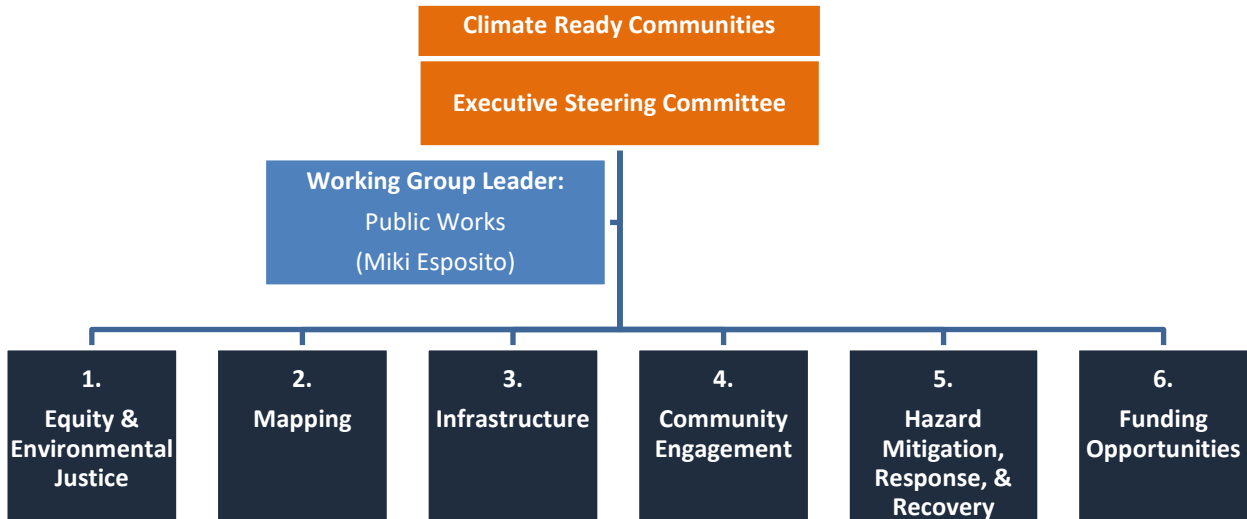 Climate Ready Communities
Executive Steering Committee
Working Group Leader:
Public Works
(Miki Esposito)
1.
Equity &
Environmental
Justice
2.
Mapping
3.
Infrastructure
4.
Community
Engagement
5.
Hazard
Mitigation,
Response, &
Recovery
6.
Funding
Opportunities